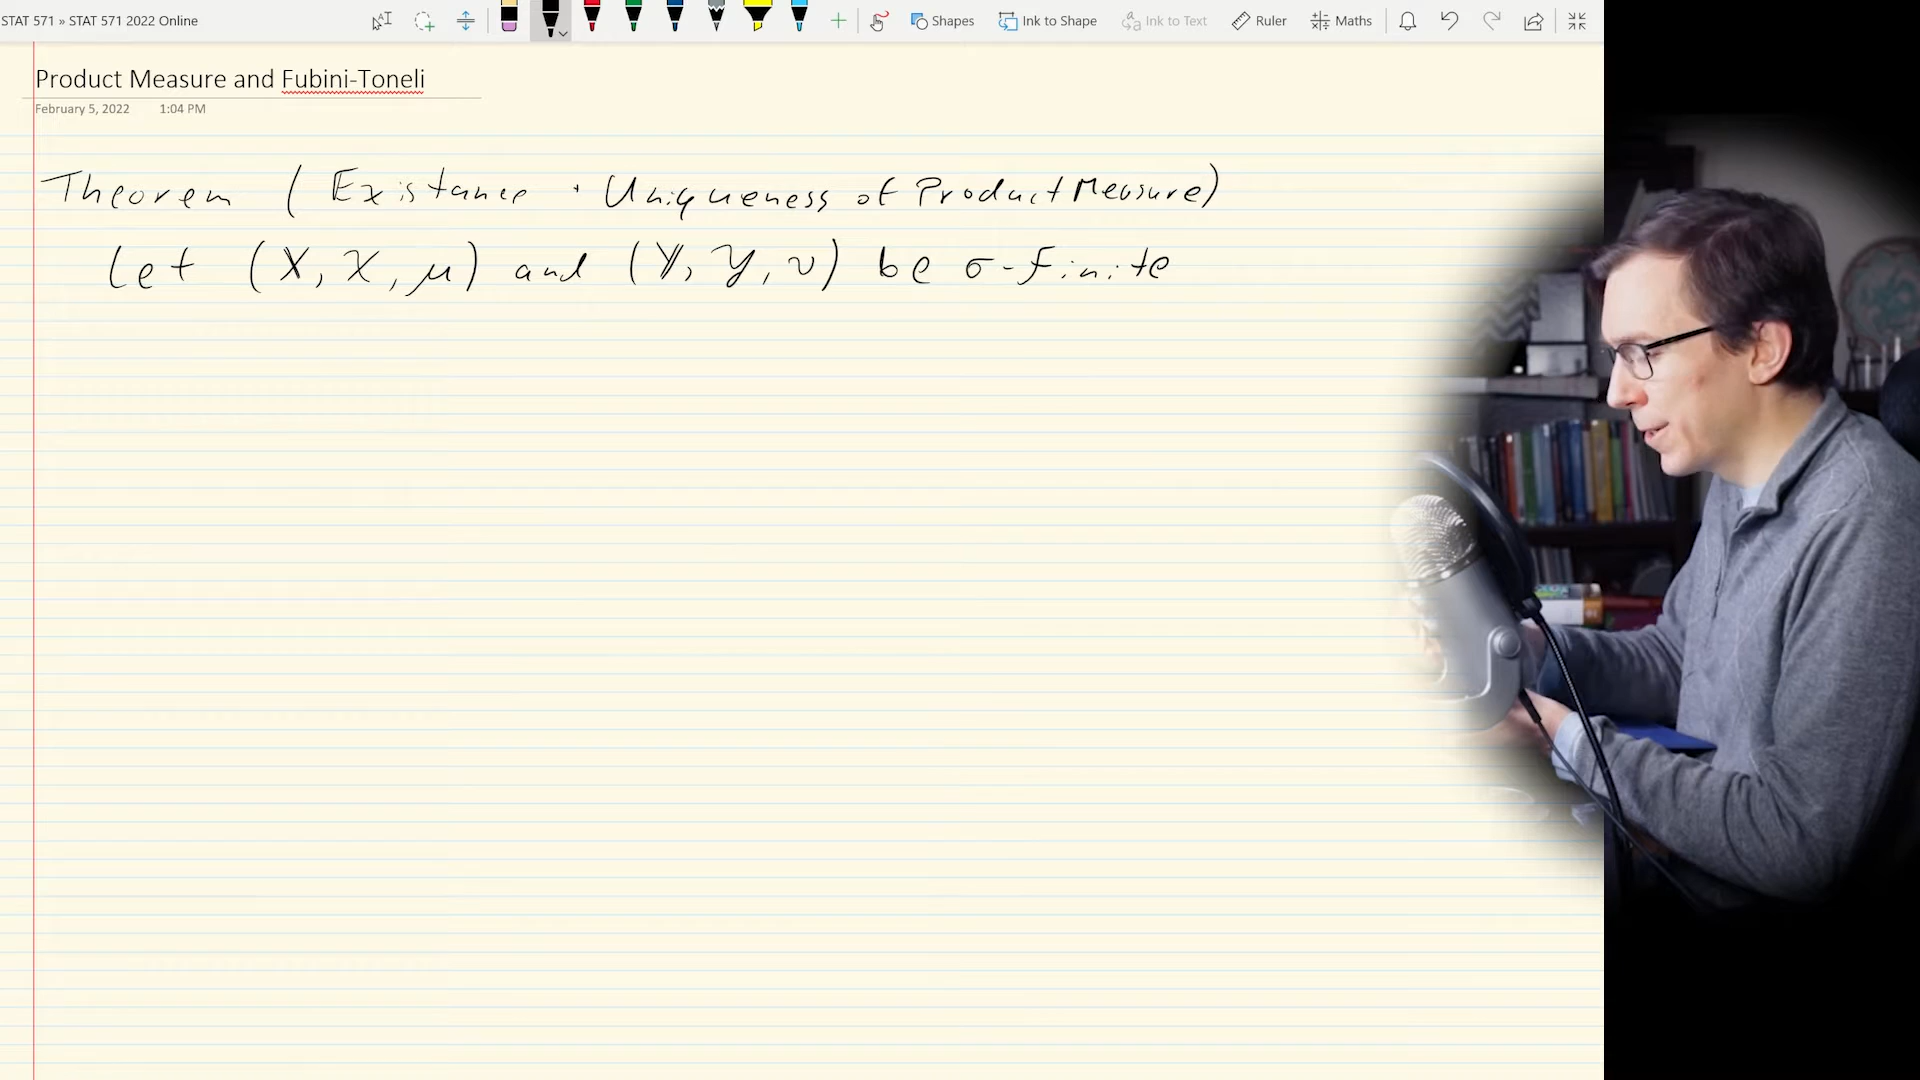 STAT 571 » STAT 571 2022 Online
Shapes Ink to Shape Ink to Text Ruler Maths
Product Measure and Fubini-Toneli
February 5, 2022 1:04 PM
Theorem (Existance + Uniqueness of Product Measure)
Let (X, 𝒳, μ) and (Y, 𝒴, ν) be σ-finite